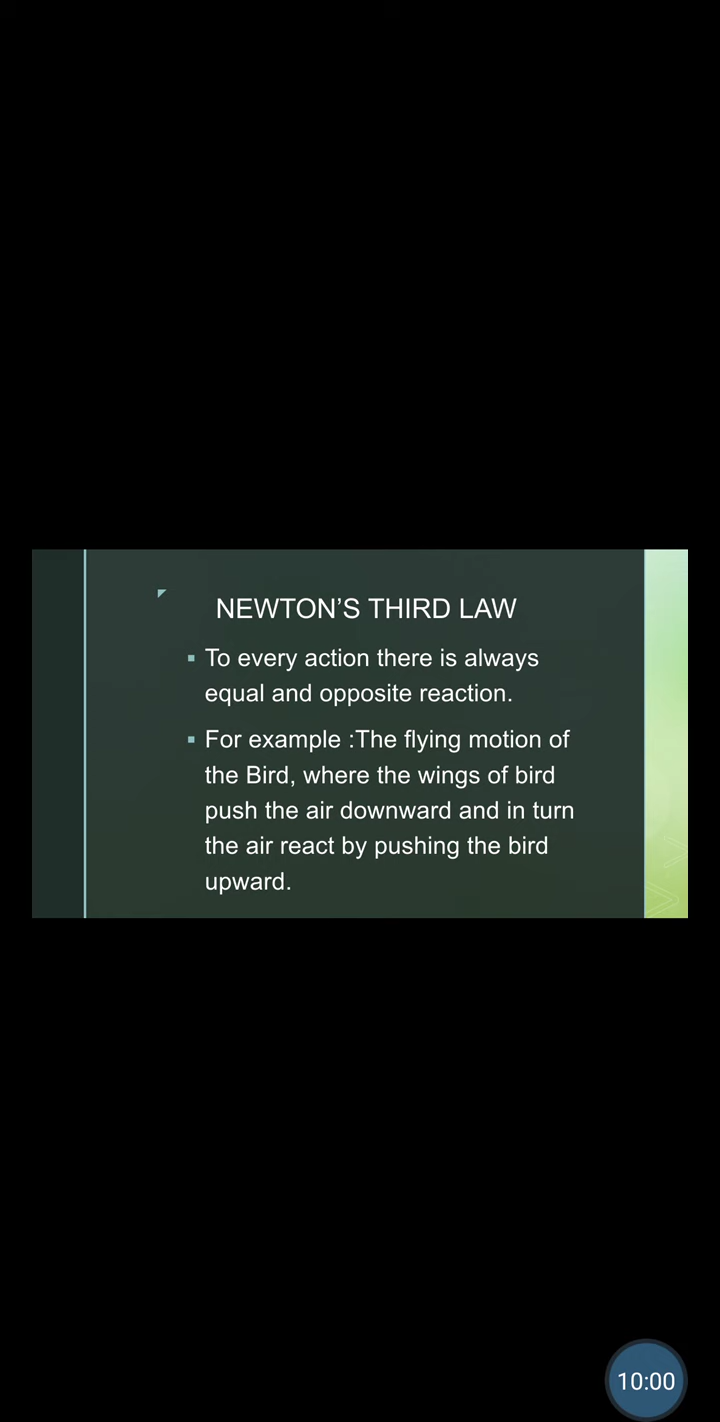 NEWTON’S THIRD LAW
▪ To every action there is always
equal and opposite reaction.
▪ For example :The flying motion of
the Bird, where the wings of bird
push the air downward and in turn
the air react by pushing the bird
upward.
10:00